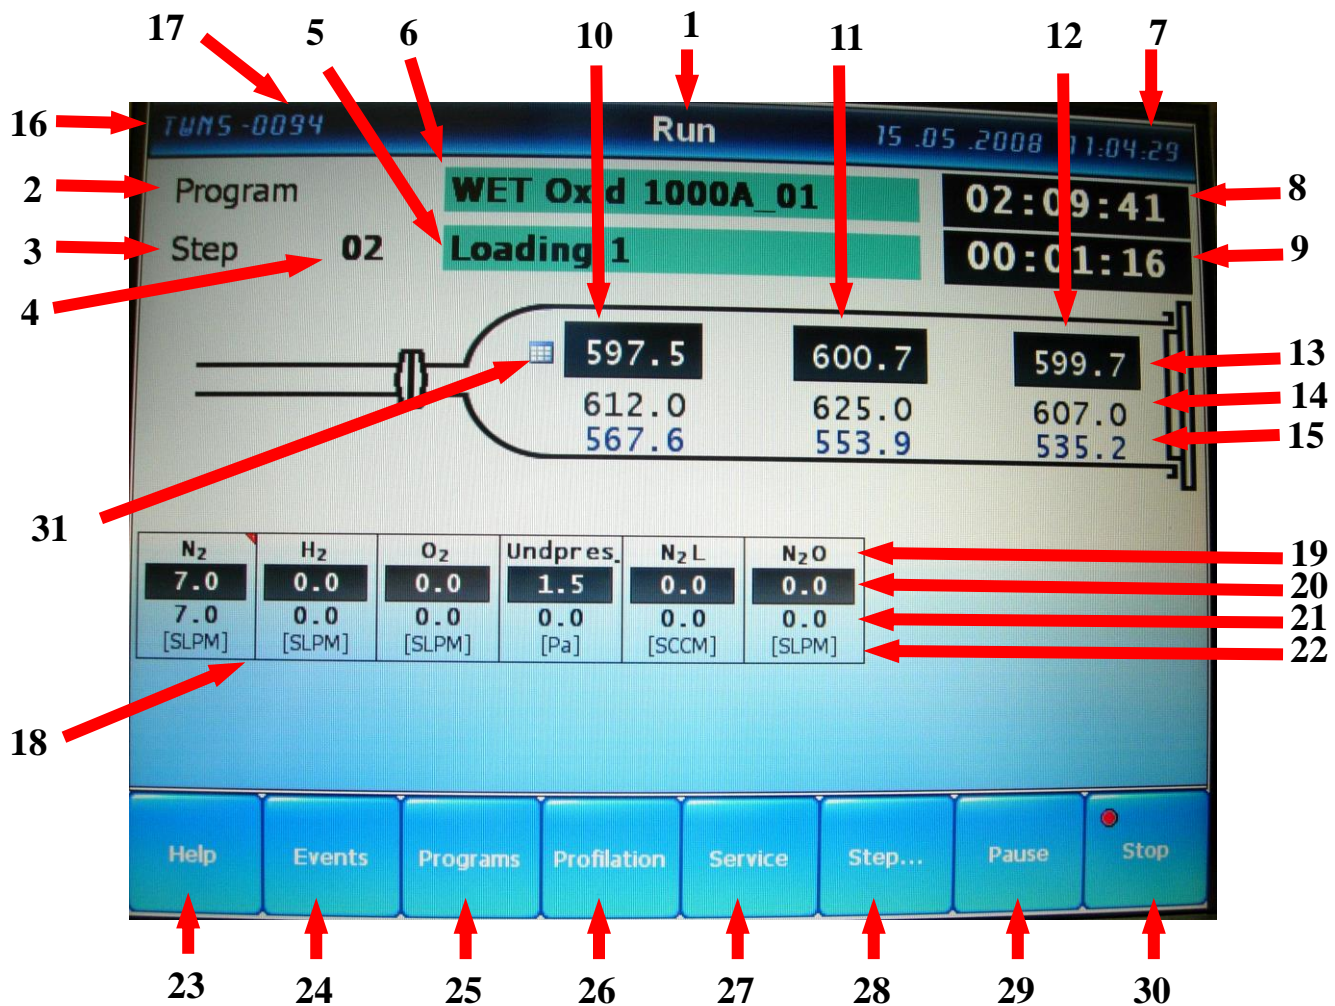 17 5 6 10 1 11 12 7
16 TWNS-0094 Run 15.05.2008 11:04:29
2 Program WET Oxid 1000A_01 02:09:41 8
3 Step 02 Loading 1 00:01:16 9
4
597.5 600.7 599.7 13
612.0 625.0 607.0 14
567.6 553.9 535.2 15
31
N2 H2 O2 Undpres. N2L N2O 19
7.0 0.0 0.0 1.5 0.0 0.0 20
7.0 0.0 0.0 0.0 0.0 0.0 21
[SLPM] [SLPM] [SLPM] [Pa] [SCCM] [SLPM] 22
18
Help Events Programs Profilation Service Step... Pause Stop
23 24 25 26 27 28 29 30